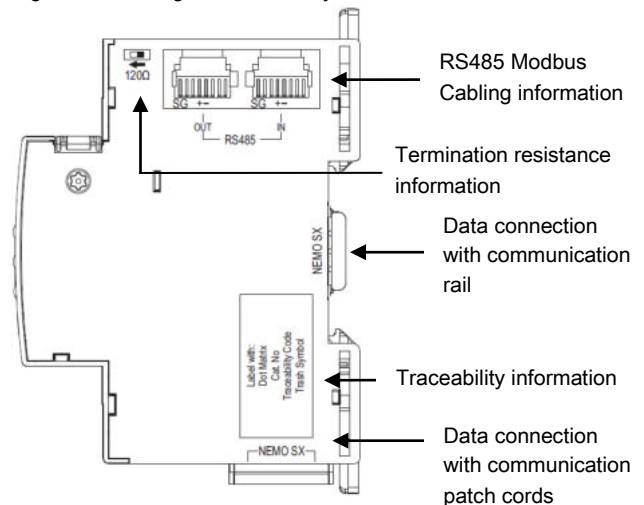 120Ω
SG +- SG +-
OUT IN
RS485
RS485 Modbus
Cabling information
Termination resistance
information
NEMO SX
Data connection
with communication
rail
Label with:
Dot Matrix
Cat. No
Traceability Code
Trash Symbol
Traceability information
NEMO SX
Data connection
with communication
patch cords